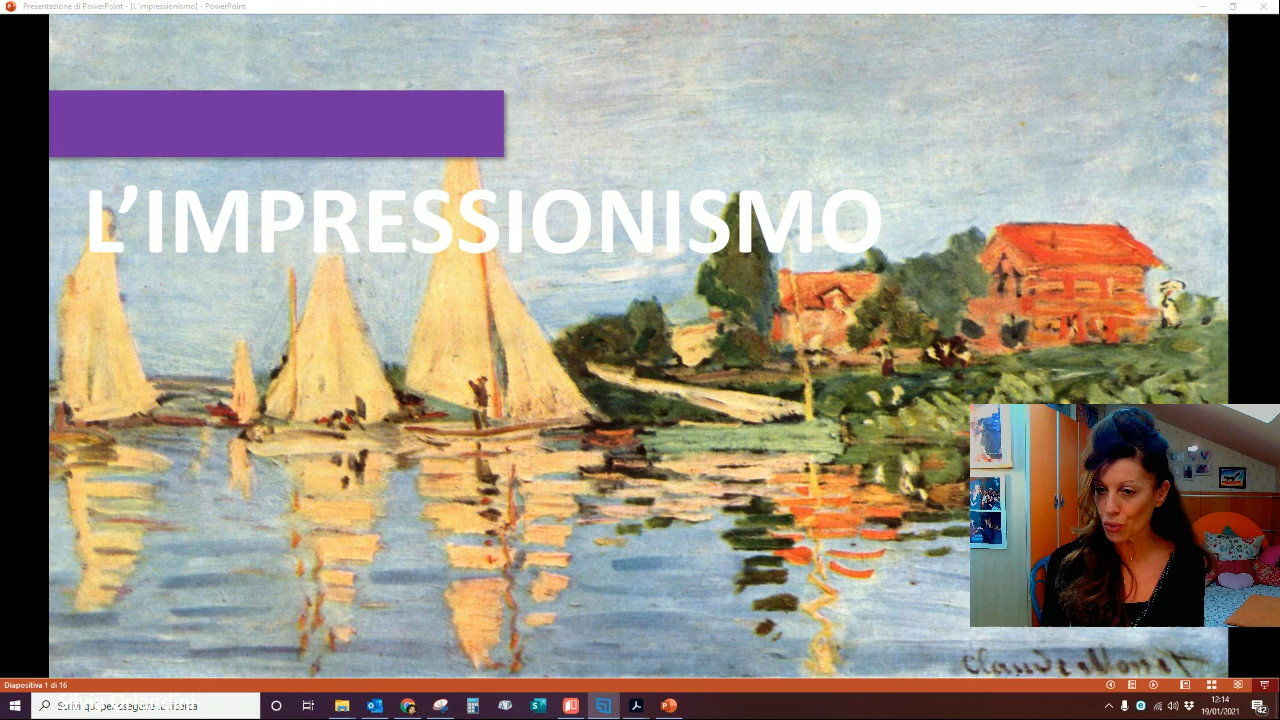 Presentazione di PowerPoint - [L'impressionismo] - PowerPoint
L'IMPRESSIONISMO
Claude Monet
Diapositiva 1 di 16
Scrivi qui per eseguire la ricerca
12:14
19/01/2021
42